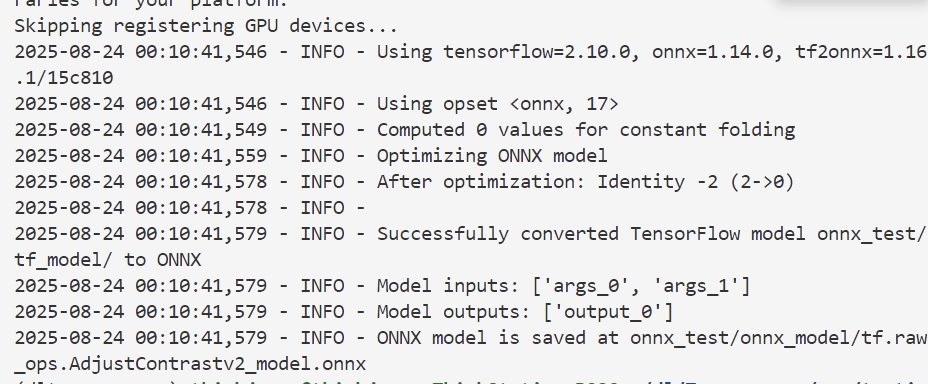 raries for your platform.
Skipping registering GPU devices...
2025-08-24 00:10:41,546 - INFO - Using tensorflow=2.10.0, onnx=1.14.0, tf2onnx=1.16
.1/15c810
2025-08-24 00:10:41,546 - INFO - Using opset <onnx, 17>
2025-08-24 00:10:41,549 - INFO - Computed 0 values for constant folding
2025-08-24 00:10:41,559 - INFO - Optimizing ONNX model
2025-08-24 00:10:41,578 - INFO - After optimization: Identity -2 (2->0)
2025-08-24 00:10:41,578 - INFO -
2025-08-24 00:10:41,579 - INFO - Successfully converted TensorFlow model onnx_test/
tf_model/ to ONNX
2025-08-24 00:10:41,579 - INFO - Model inputs: ['args_0', 'args_1']
2025-08-24 00:10:41,579 - INFO - Model outputs: ['output_0']
2025-08-24 00:10:41,579 - INFO - ONNX model is saved at onnx_test/onnx_model/tf.raw
_ops.AdjustContrastv2_model.onnx